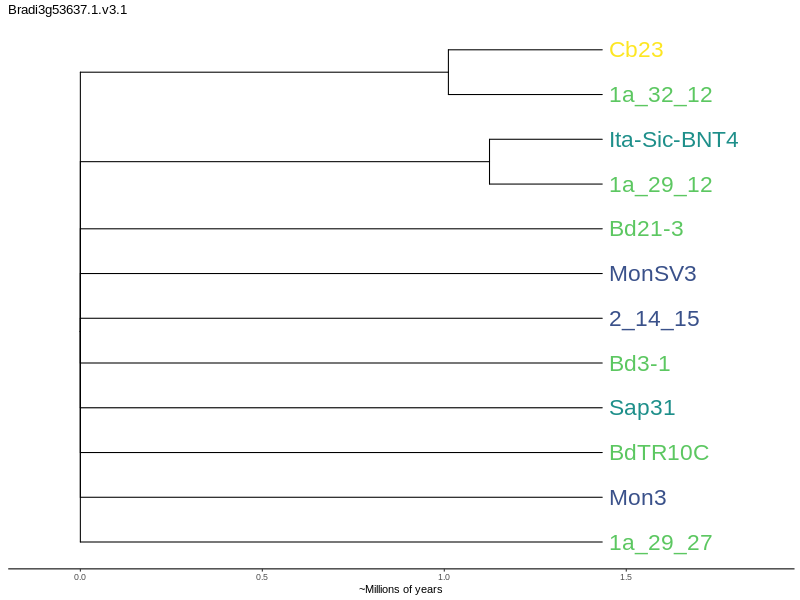 Bradi3g53637.1.v3.1
Cb23
1a_32_12
Ita-Sic-BNT4
1a_29_12
Bd21-3
MonSV3
2_14_15
Bd3-1
Sap31
BdTR10C
Mon3
1a_29_27
0.0 0.5 1.0 1.5
~Millions of years